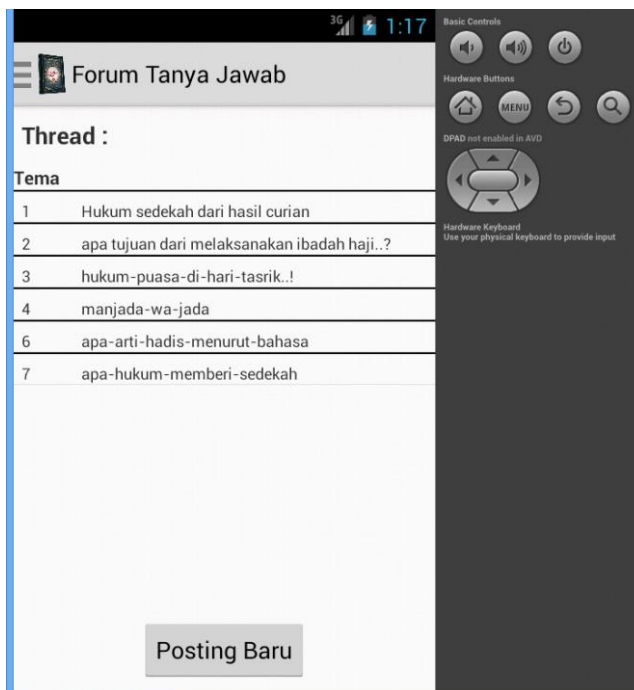 3G 1:17
Forum Tanya Jawab
Thread :
Tema
1 Hukum sedekah dari hasil curian
2 apa tujuan dari melaksanakan ibadah haji..?
3 hukum-puasa-di-hari-tasrik..!
4 manjada-wa-jada
6 apa-arti-hadis-menurut-bahasa
7 apa-hukum-memberi-sedekah
Posting Baru
Basic Controls
Hardware Buttons
MENU
DPAD not enabled in AVD
Hardware Keyboard
Use your physical keyboard to provide input